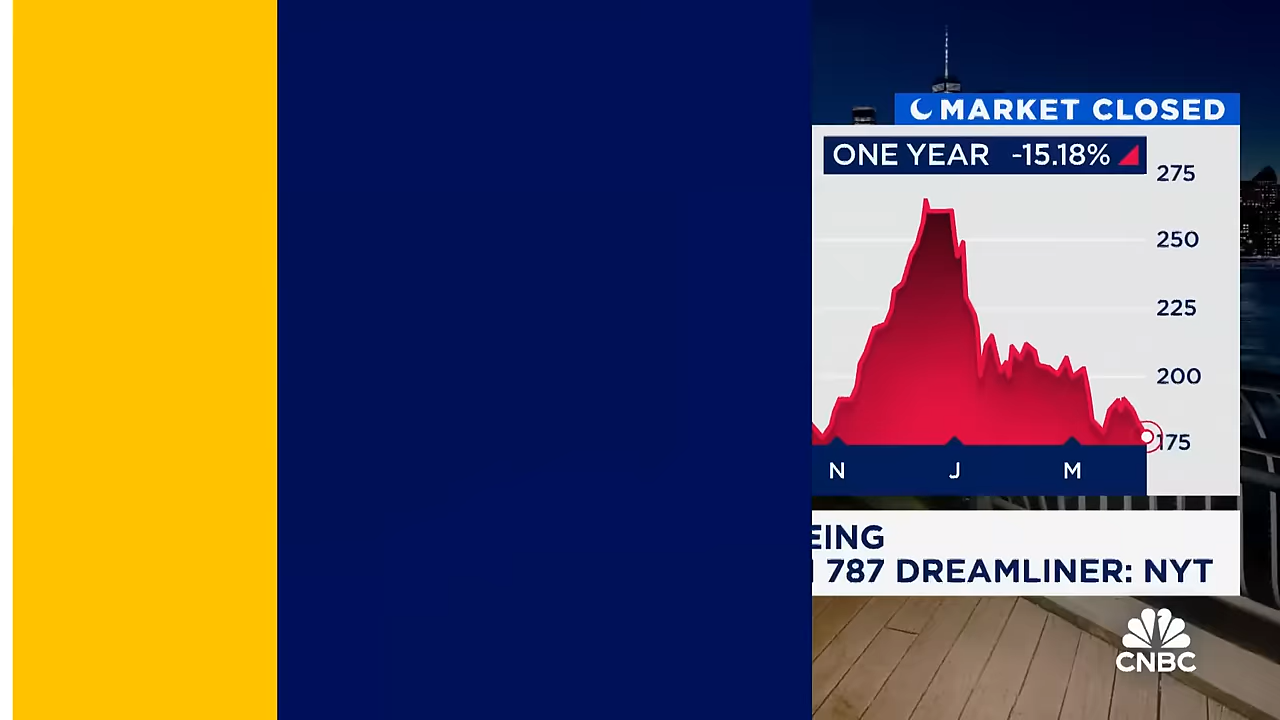 MARKET CLOSED
ONE YEAR -15.18%
275
250
225
200
175
N J M
EING
787 DREAMLINER: NYT
CNBC